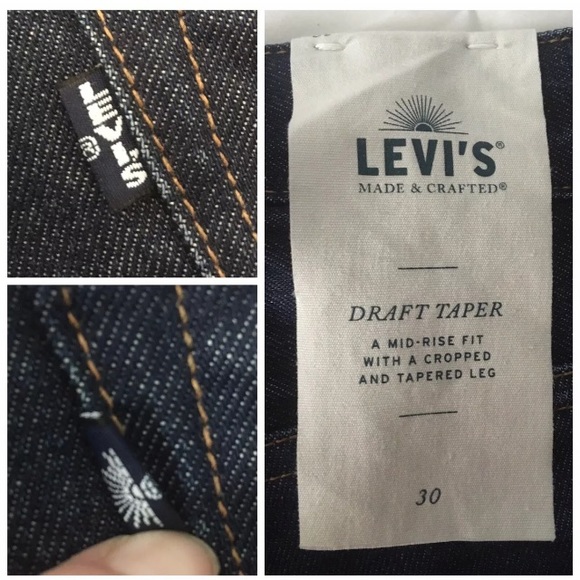 LEVI'S
®
LEVI'S®
MADE & CRAFTED®
DRAFT TAPER
A MID-RISE FIT
WITH A CROPPED
AND TAPERED LEG
30